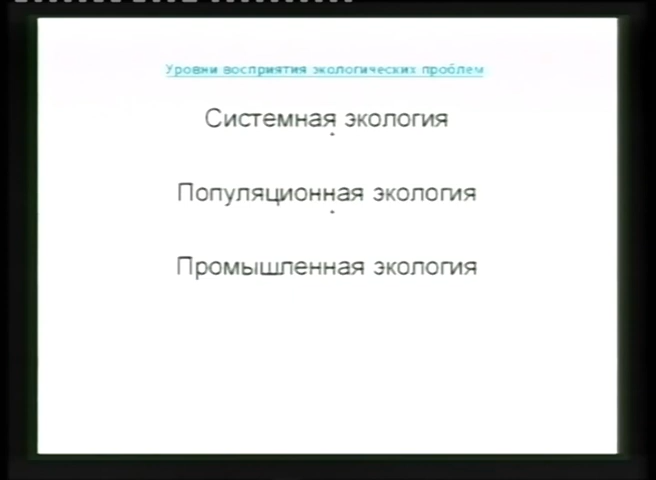 Уровни восприятия экологических проблем
Системная экология
Популяционная экология
Промышленная экология